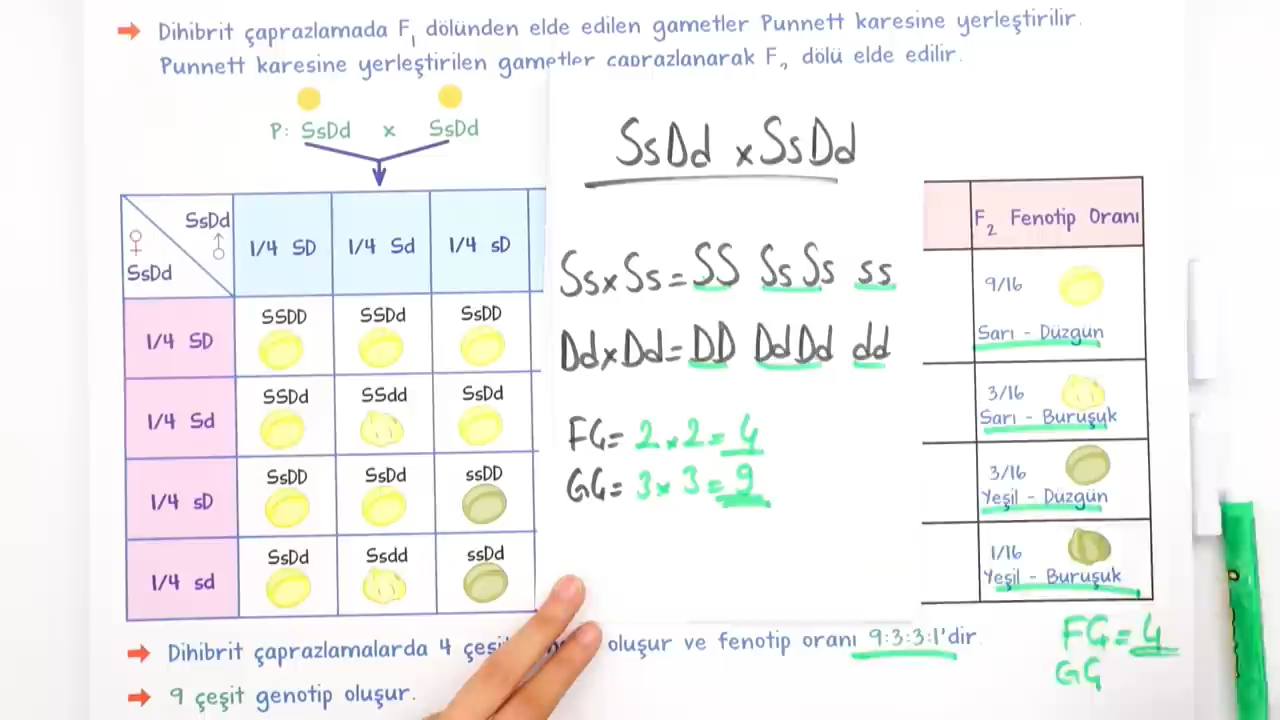 Dihibrit çaprazlamada F1 dölünden elde edilen gametler Punnett karesine yerleştirilir.
Punnett karesine yerleştirilen gametler çaprazlanarak F2 dölü elde edilir.
P: SsDd x SsDd
SsDd
SsDd
1/4 SD 1/4 Sd 1/4 sD
1/4 SD SSDD SSDd SsDD
1/4 Sd SSDd SSdd SsDd
1/4 sD SsDD SsDd ssDD
1/4 sd SsDd Ssdd ssDd
SsDd x SsDd
Ss x Ss = SS Ss Ss ss
Dd x Dd = DD Dd Dd dd
FÇ = 2 x 2 = 4
GÇ = 3 x 3 = 9
F2 Fenotip Oranı
9/16
Sarı - Düzgün
3/16
Sarı - Buruşuk
3/16
Yeşil - Düzgün
1/16
Yeşil - Buruşuk
FÇ = 4
GÇ
Dihibrit çaprazlamalarda 4 oluşur ve fenotip oranı 9:3:3:1'dir.
9 çeşit genotip oluşur.